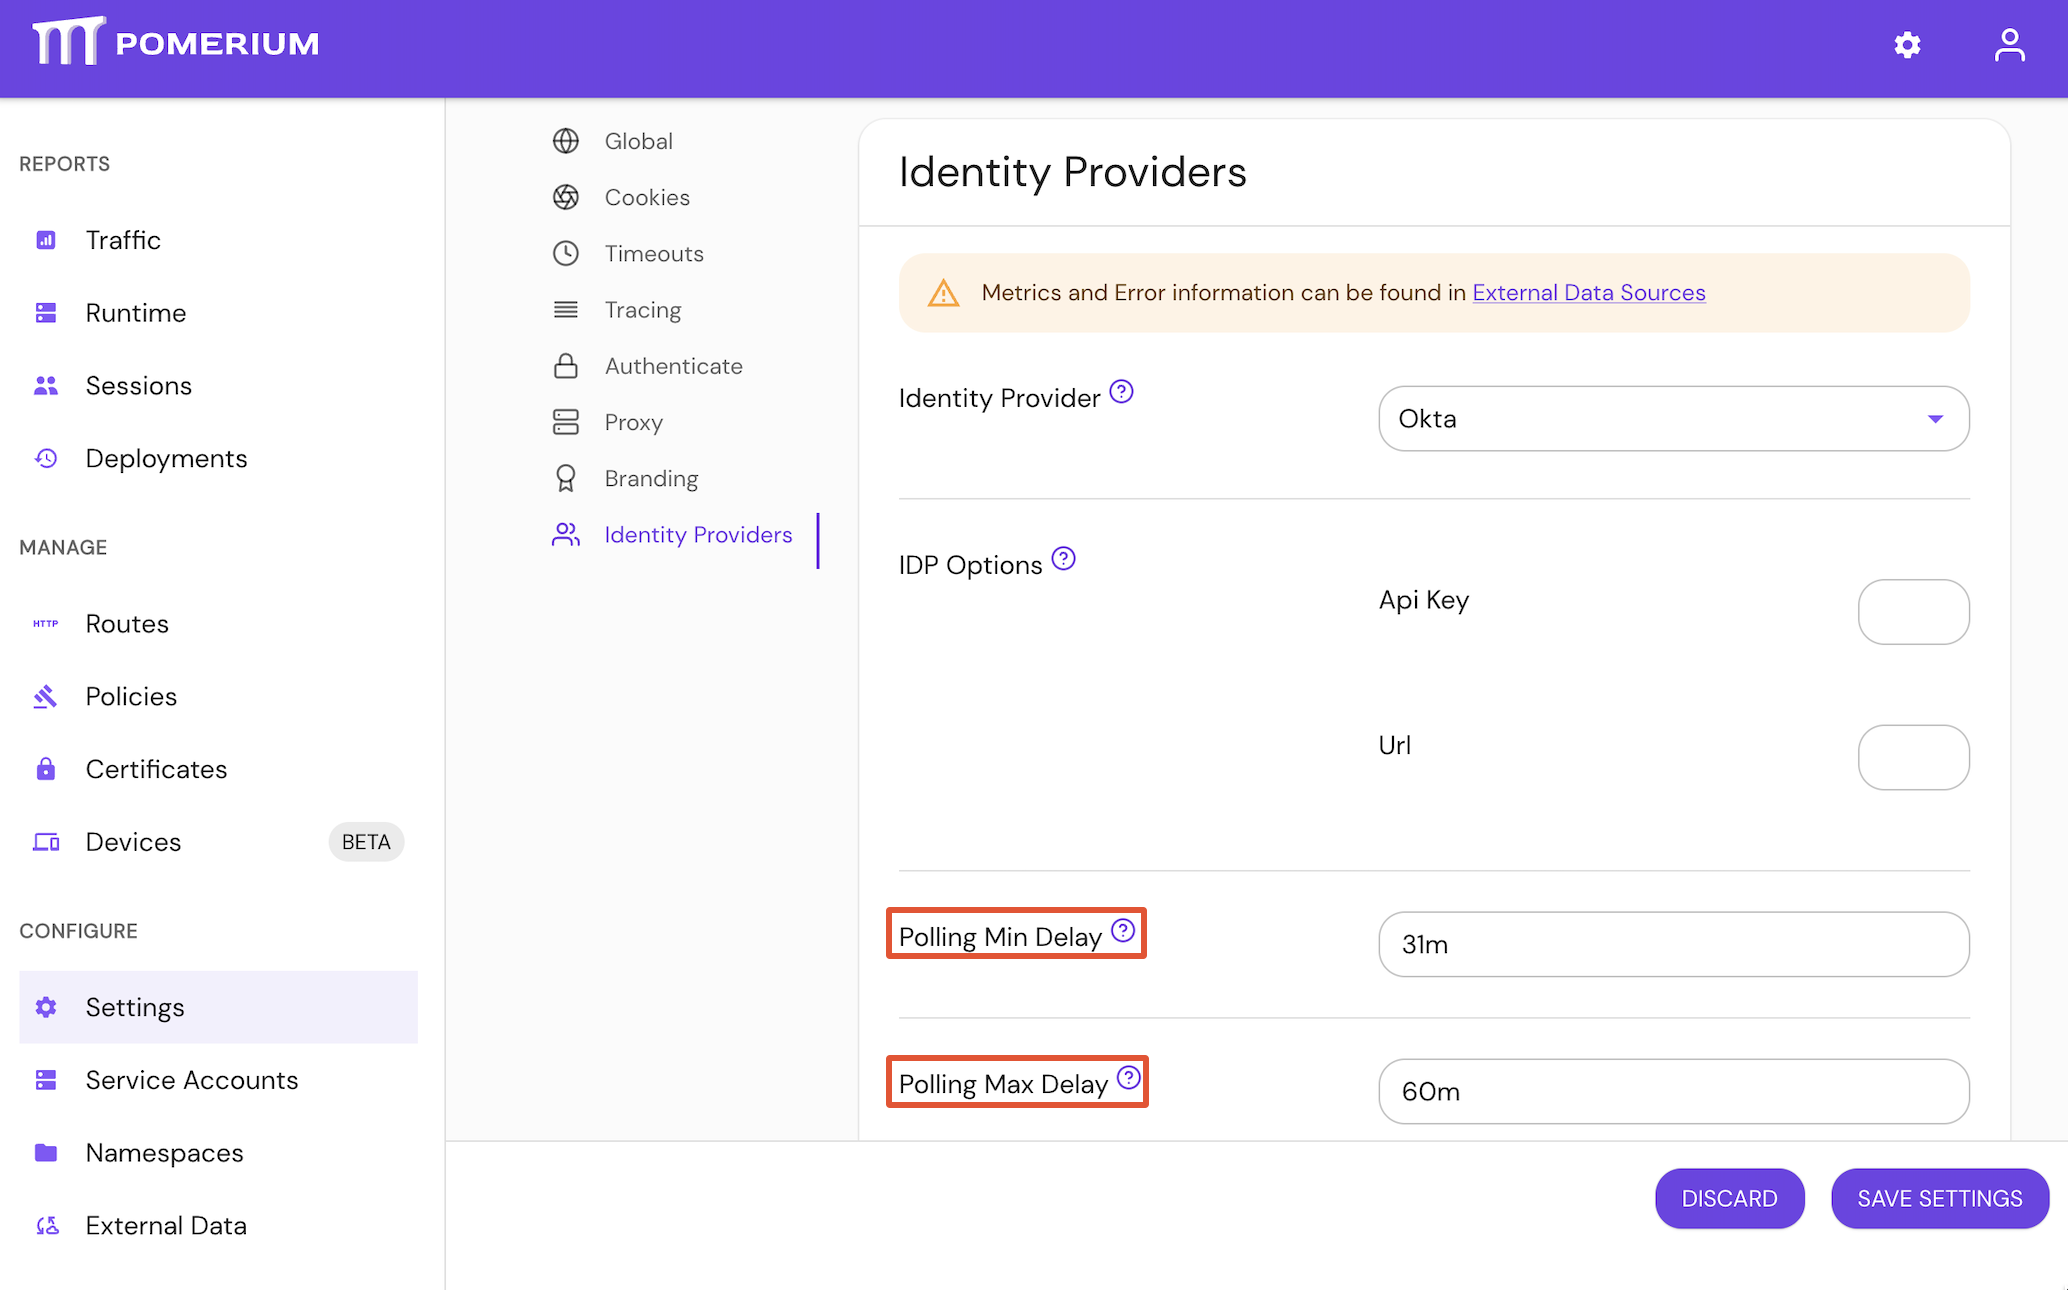 POMERIUM
REPORTS
Traffic
Runtime
Sessions
Deployments
MANAGE
HTTP Routes
Policies
Certificates
Devices BETA
CONFIGURE
Settings
Service Accounts
Namespaces
External Data
Global
Cookies
Timeouts
Tracing
Authenticate
Proxy
Branding
Identity Providers
Identity Providers
Metrics and Error information can be found in External Data Sources
Identity Provider ?
Okta
IDP Options ?
Api Key
Url
Polling Min Delay ?
31m
Polling Max Delay ?
60m
DISCARD
SAVE SETTINGS